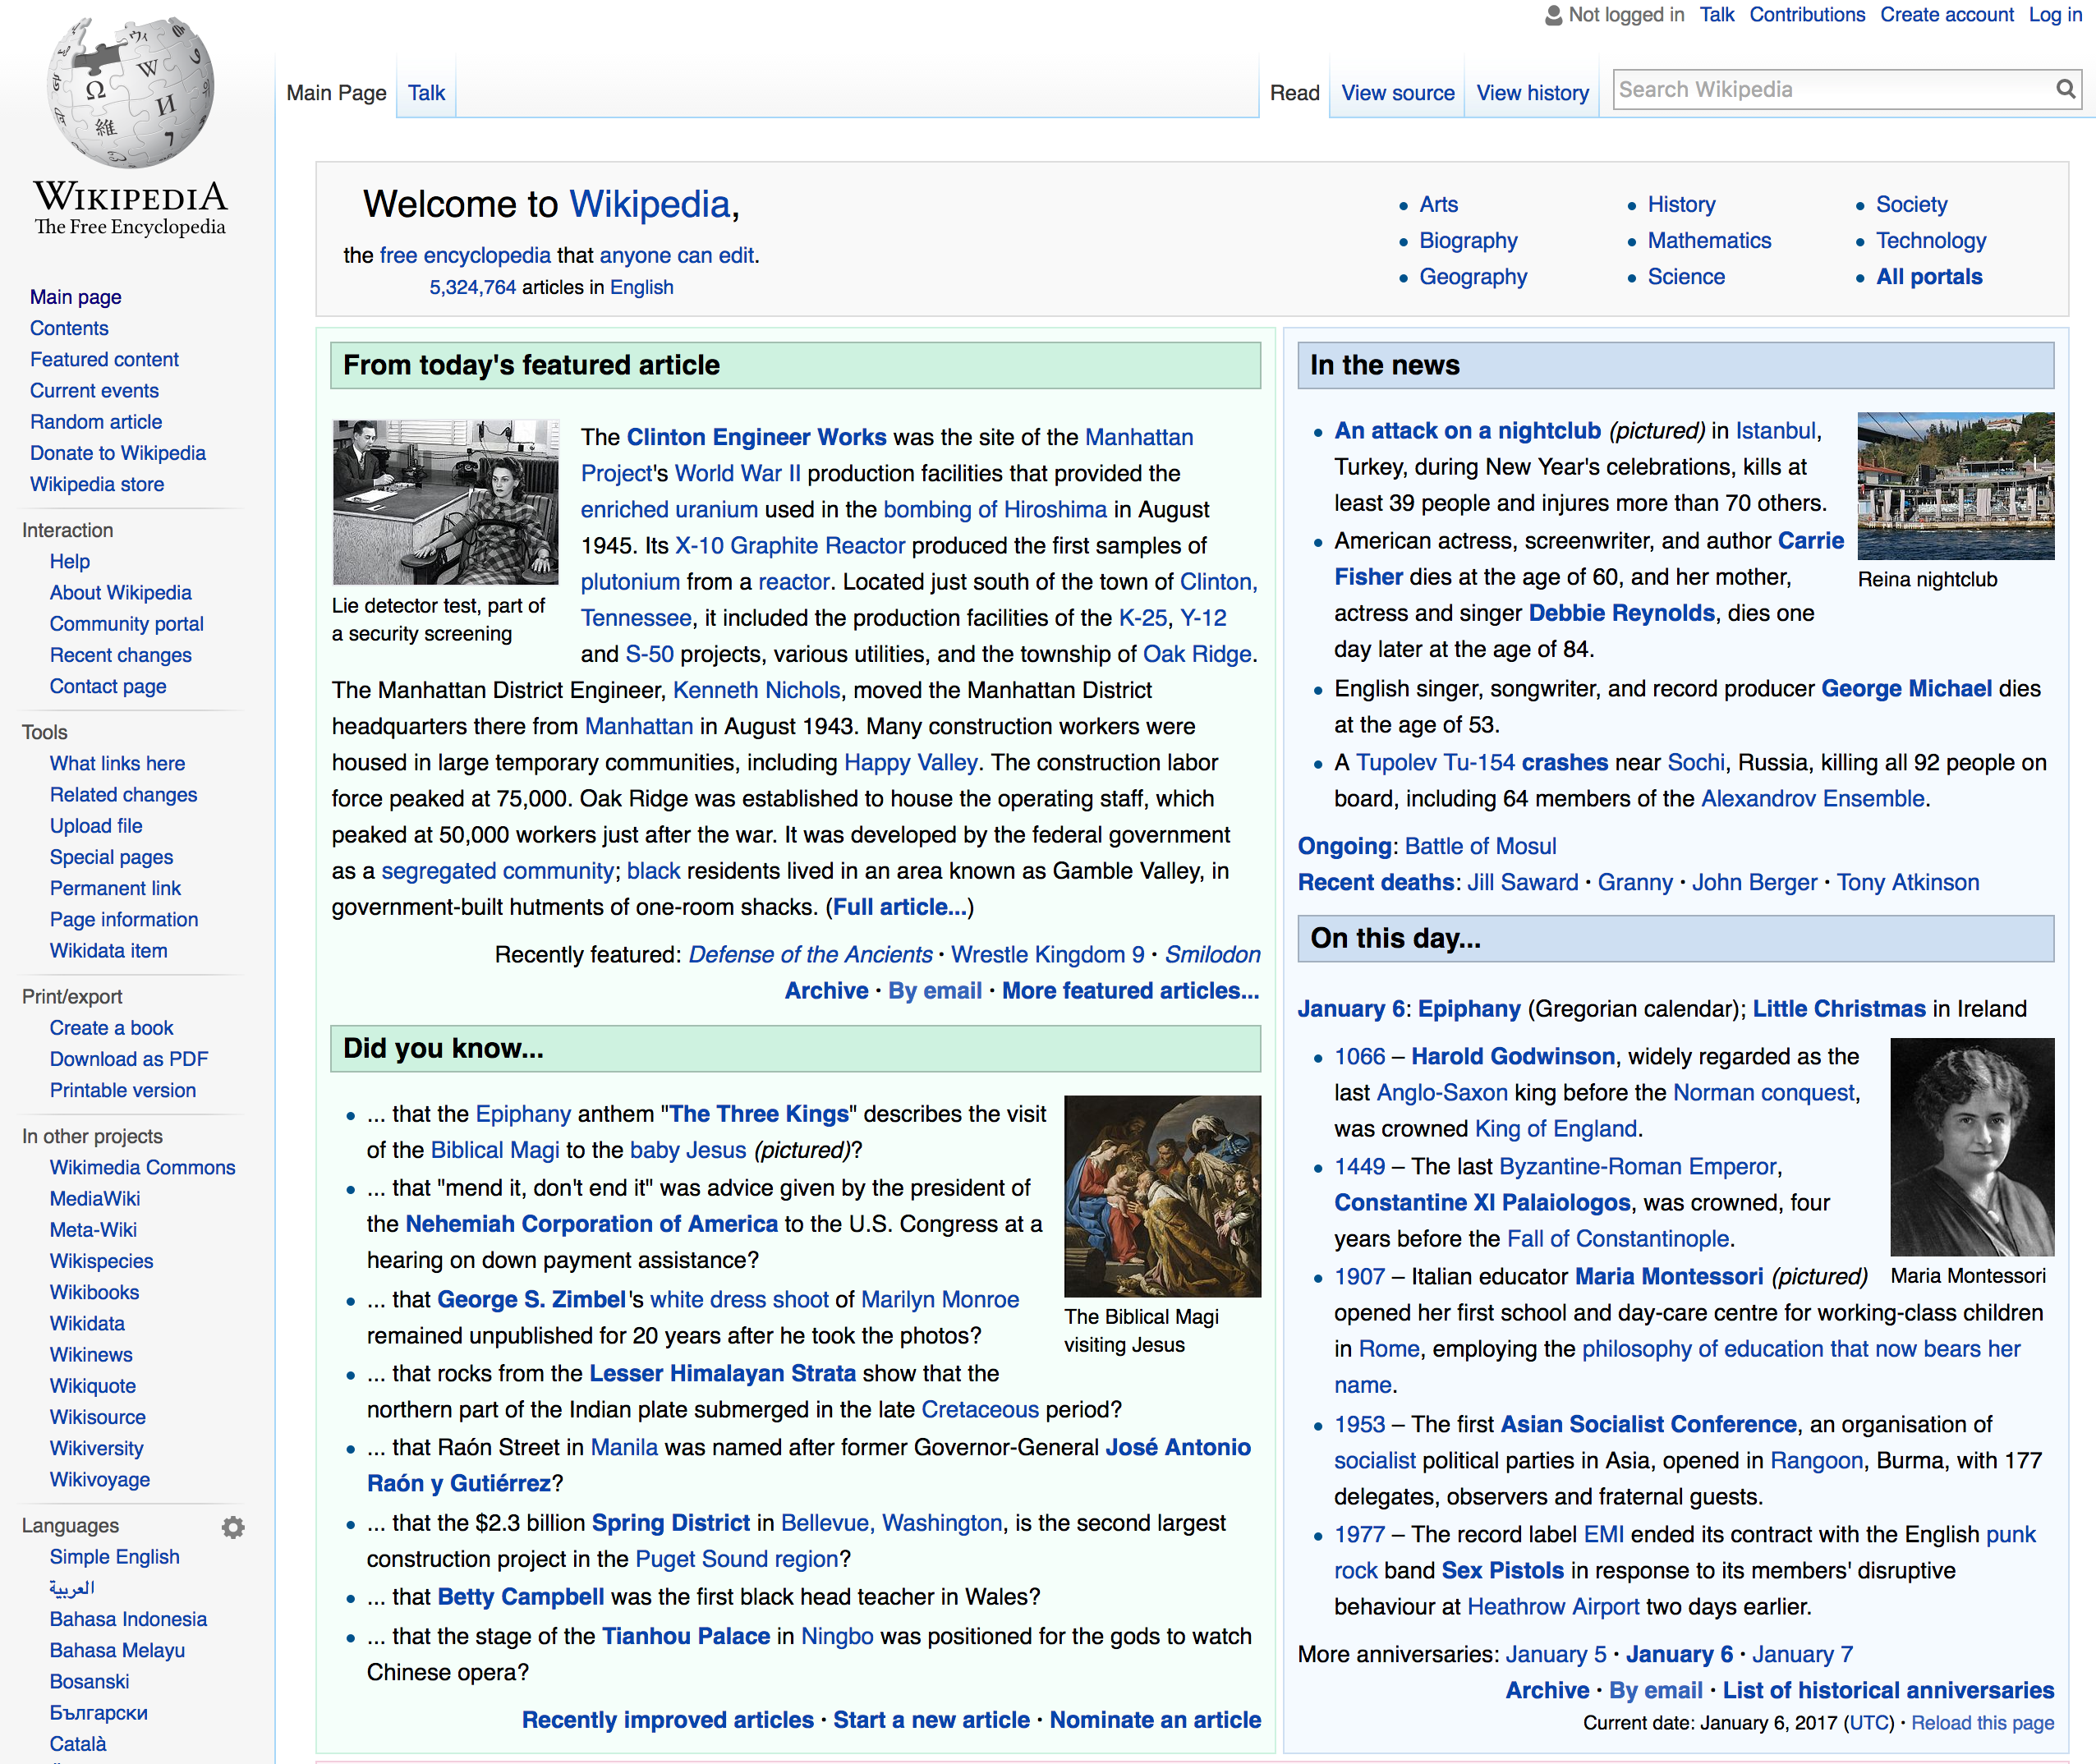 Not logged in Talk Contributions Create account Log in
Main Page Talk Read View source View history Search Wikipedia
WIKIPEDIA
The Free Encyclopedia
Main page
Contents
Featured content
Current events
Random article
Donate to Wikipedia
Wikipedia store
Interaction
Help
About Wikipedia
Community portal
Recent changes
Contact page
Tools
What links here
Related changes
Upload file
Special pages
Permanent link
Page information
Wikidata item
Print/export
Create a book
Download as PDF
Printable version
In other projects
Wikimedia Commons
MediaWiki
Meta-Wiki
Wikispecies
Wikibooks
Wikidata
Wikinews
Wikiquote
Wikisource
Wikiversity
Wikivoyage
Languages
Simple English
العربية
Bahasa Indonesia
Bahasa Melayu
Bosanski
Български
Català
Welcome to Wikipedia,
the free encyclopedia that anyone can edit.
5,324,764 articles in English
Arts
Biography
Geography
History
Mathematics
Science
Society
Technology
All portals
From today's featured article
Lie detector test, part of
a security screening
The Clinton Engineer Works was the site of the Manhattan
Project's World War II production facilities that provided the
enriched uranium used in the bombing of Hiroshima in August
1945. Its X-10 Graphite Reactor produced the first samples of
plutonium from a reactor. Located just south of the town of Clinton,
Tennessee, it included the production facilities of the K-25, Y-12
and S-50 projects, various utilities, and the township of Oak Ridge.
The Manhattan District Engineer, Kenneth Nichols, moved the Manhattan District
headquarters there from Manhattan in August 1943. Many construction workers were
housed in large temporary communities, including Happy Valley. The construction labor
force peaked at 75,000. Oak Ridge was established to house the operating staff, which
peaked at 50,000 workers just after the war. It was developed by the federal government
as a segregated community; black residents lived in an area known as Gamble Valley, in
government-built hutments of one-room shacks. (Full article...)
Recently featured: Defense of the Ancients · Wrestle Kingdom 9 · Smilodon
Archive · By email · More featured articles...
Did you know...
... that the Epiphany anthem "The Three Kings" describes the visit
of the Biblical Magi to the baby Jesus (pictured)?
... that "mend it, don't end it" was advice given by the president of
the Nehemiah Corporation of America to the U.S. Congress at a
hearing on down payment assistance?
... that George S. Zimbel's white dress shoot of Marilyn Monroe
remained unpublished for 20 years after he took the photos?
The Biblical Magi
visiting Jesus
... that rocks from the Lesser Himalayan Strata show that the
northern part of the Indian plate submerged in the late Cretaceous period?
... that Raón Street in Manila was named after former Governor-General José Antonio
Raón y Gutiérrez?
... that the $2.3 billion Spring District in Bellevue, Washington, is the second largest
construction project in the Puget Sound region?
... that Betty Campbell was the first black head teacher in Wales?
... that the stage of the Tianhou Palace in Ningbo was positioned for the gods to watch
Chinese opera?
Recently improved articles · Start a new article · Nominate an article
In the news
An attack on a nightclub (pictured) in Istanbul,
Turkey, during New Year's celebrations, kills at
least 39 people and injures more than 70 others.
Reina nightclub
American actress, screenwriter, and author Carrie
Fisher dies at the age of 60, and her mother,
actress and singer Debbie Reynolds, dies one
day later at the age of 84.
English singer, songwriter, and record producer George Michael dies
at the age of 53.
A Tupolev Tu-154 crashes near Sochi, Russia, killing all 92 people on
board, including 64 members of the Alexandrov Ensemble.
Ongoing: Battle of Mosul
Recent deaths: Jill Saward · Granny · John Berger · Tony Atkinson
On this day...
January 6: Epiphany (Gregorian calendar); Little Christmas in Ireland
1066 – Harold Godwinson, widely regarded as the
last Anglo-Saxon king before the Norman conquest,
was crowned King of England.
1449 – The last Byzantine-Roman Emperor,
Constantine XI Palaiologos, was crowned, four
years before the Fall of Constantinople.
Maria Montessori
1907 – Italian educator Maria Montessori (pictured)
opened her first school and day-care centre for working-class children
in Rome, employing the philosophy of education that now bears her
name.
1953 – The first Asian Socialist Conference, an organisation of
socialist political parties in Asia, opened in Rangoon, Burma, with 177
delegates, observers and fraternal guests.
1977 – The record label EMI ended its contract with the English punk
rock band Sex Pistols in response to its members' disruptive
behaviour at Heathrow Airport two days earlier.
More anniversaries: January 5 · January 6 · January 7
Archive · By email · List of historical anniversaries
Current date: January 6, 2017 (UTC) · Reload this page